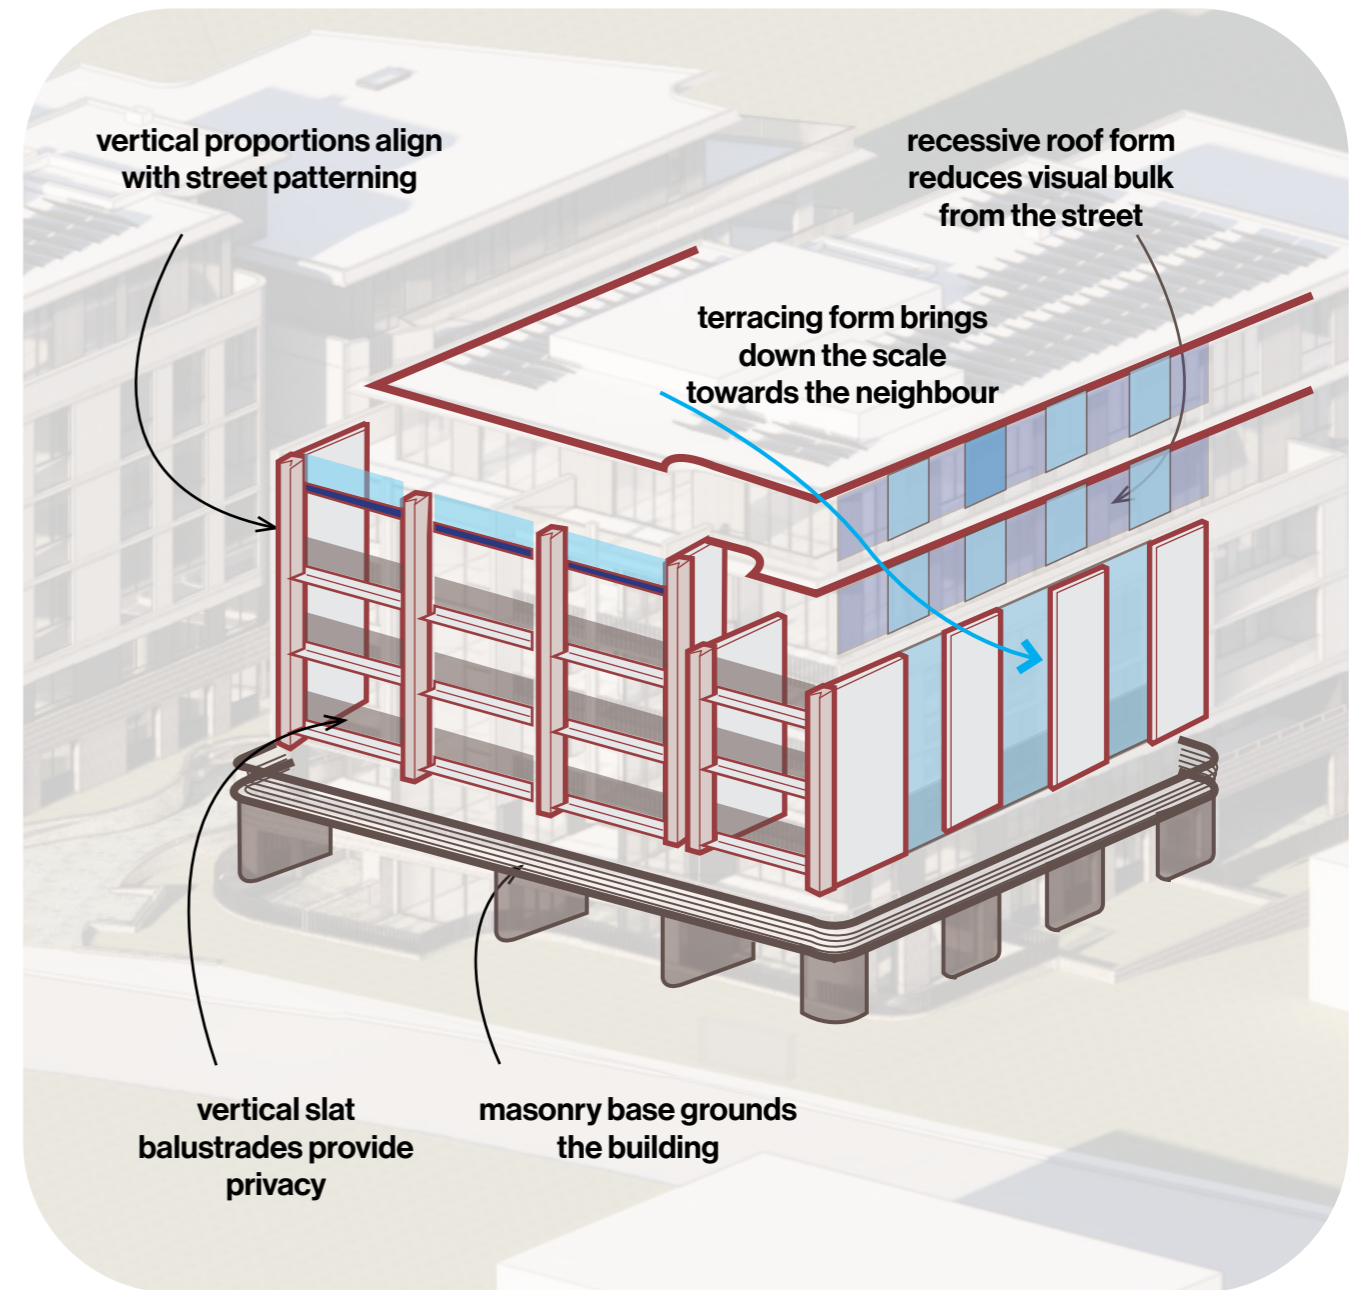 vertical proportions align
with street patterning
recessive roof form
reduces visual bulk
from the street
terracing form brings
down the scale
towards the neighbour
vertical slat
balustrades provide
privacy
masonry base grounds
the building